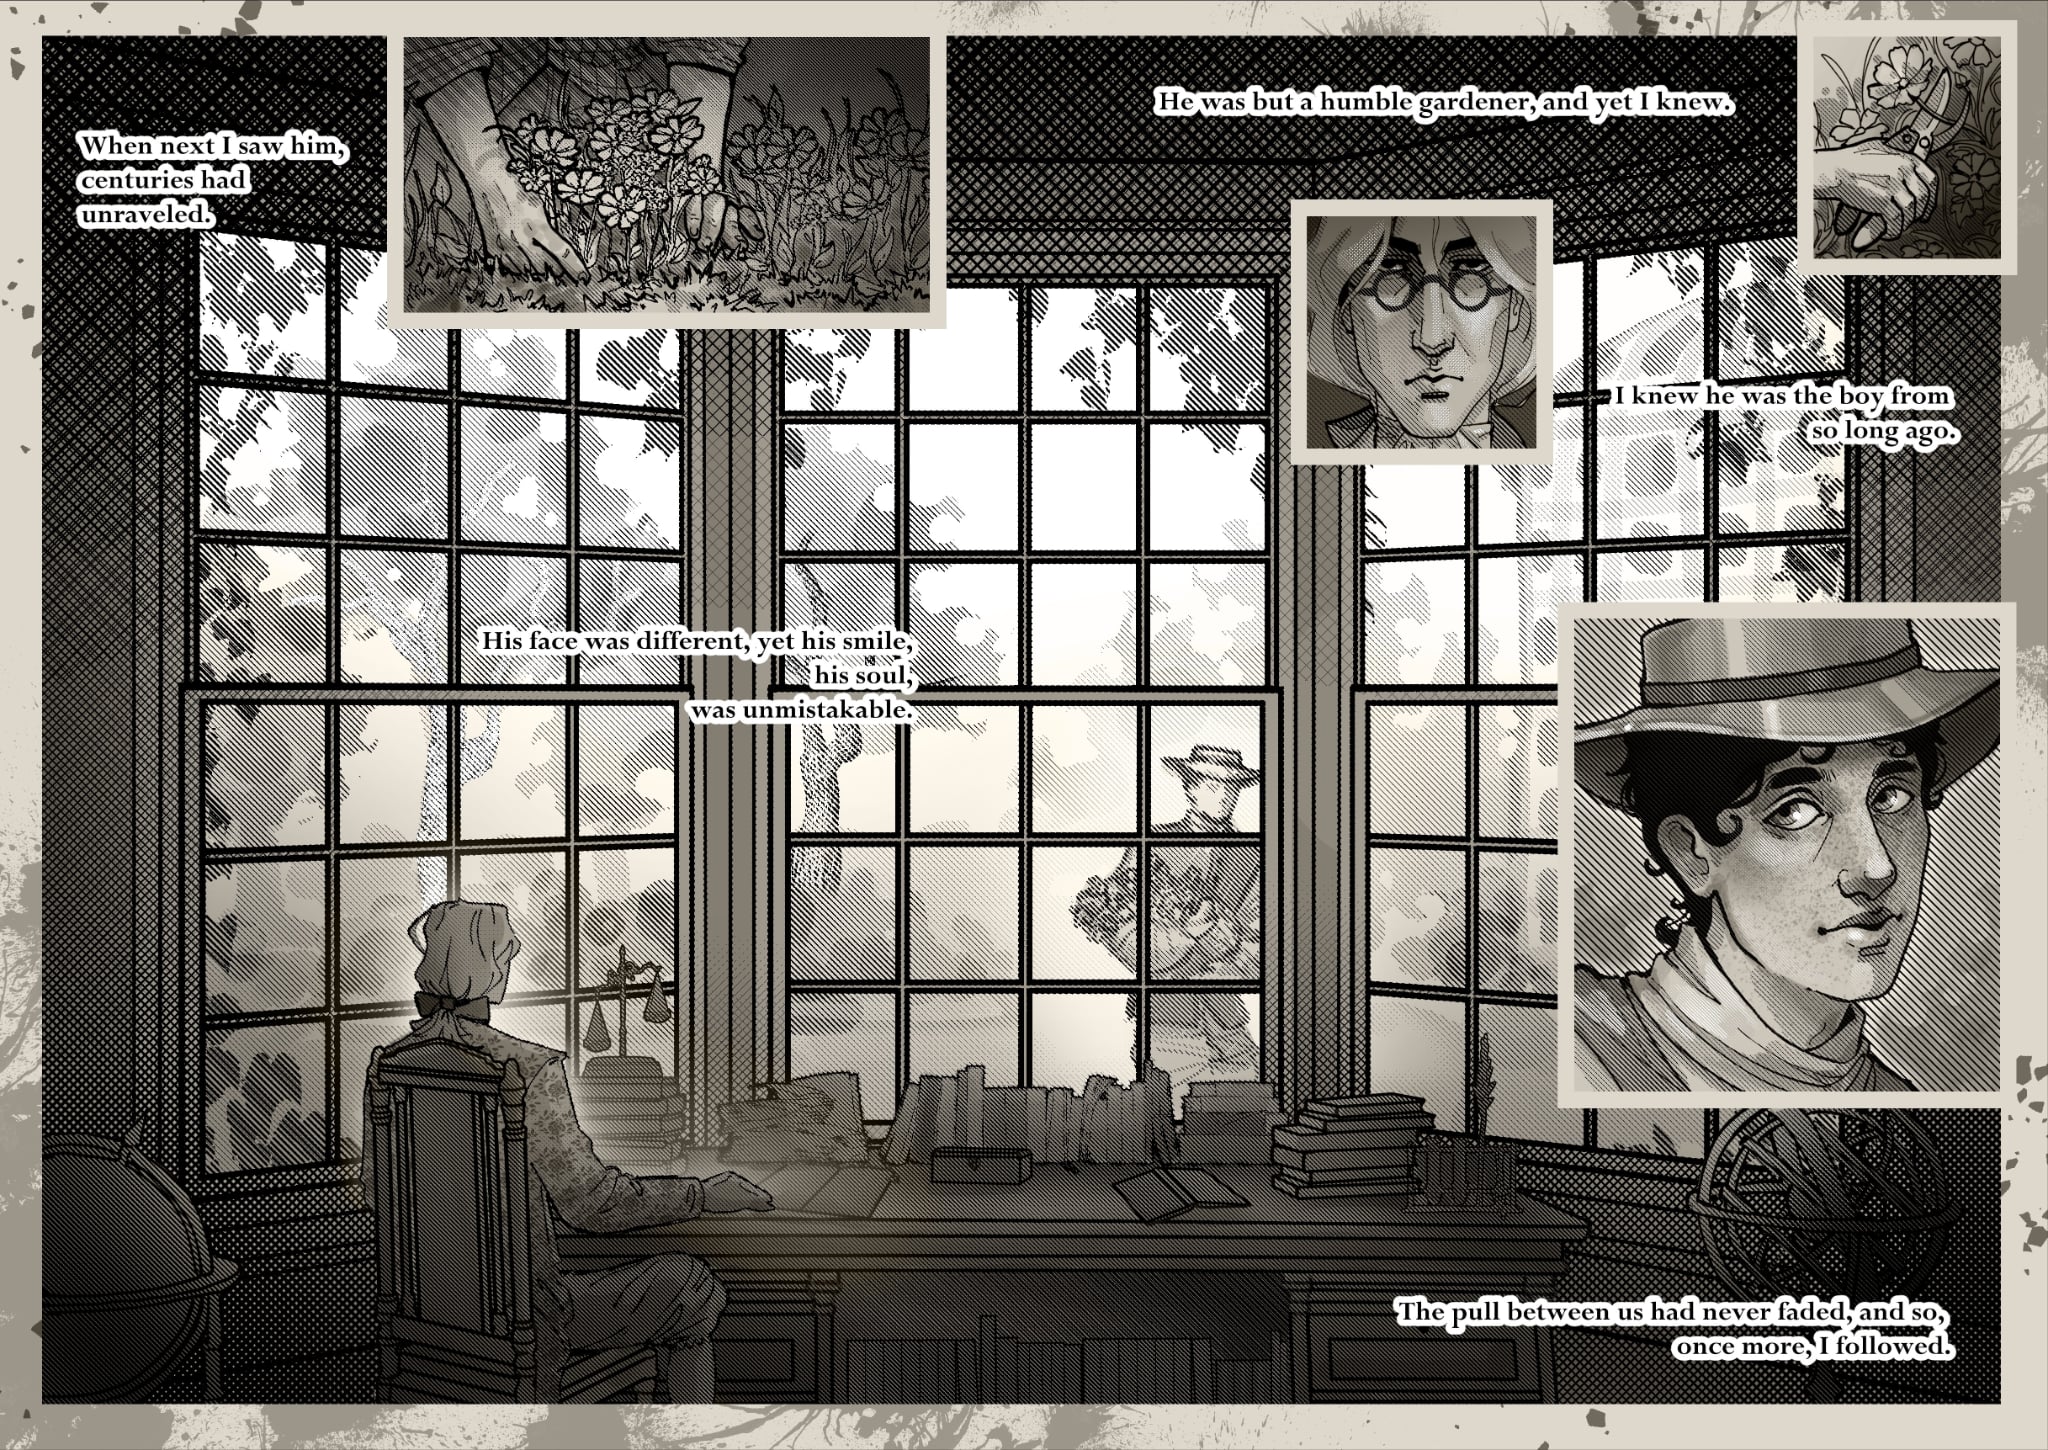 When next I saw him,
centuries had
unraveled.
He was but a humble gardener, and yet I knew.
I knew he was the boy from
so long ago.
His face was different, yet his smile,
his soul,
was unmistakable.
The pull between us had never faded, and so,
once more, I followed.